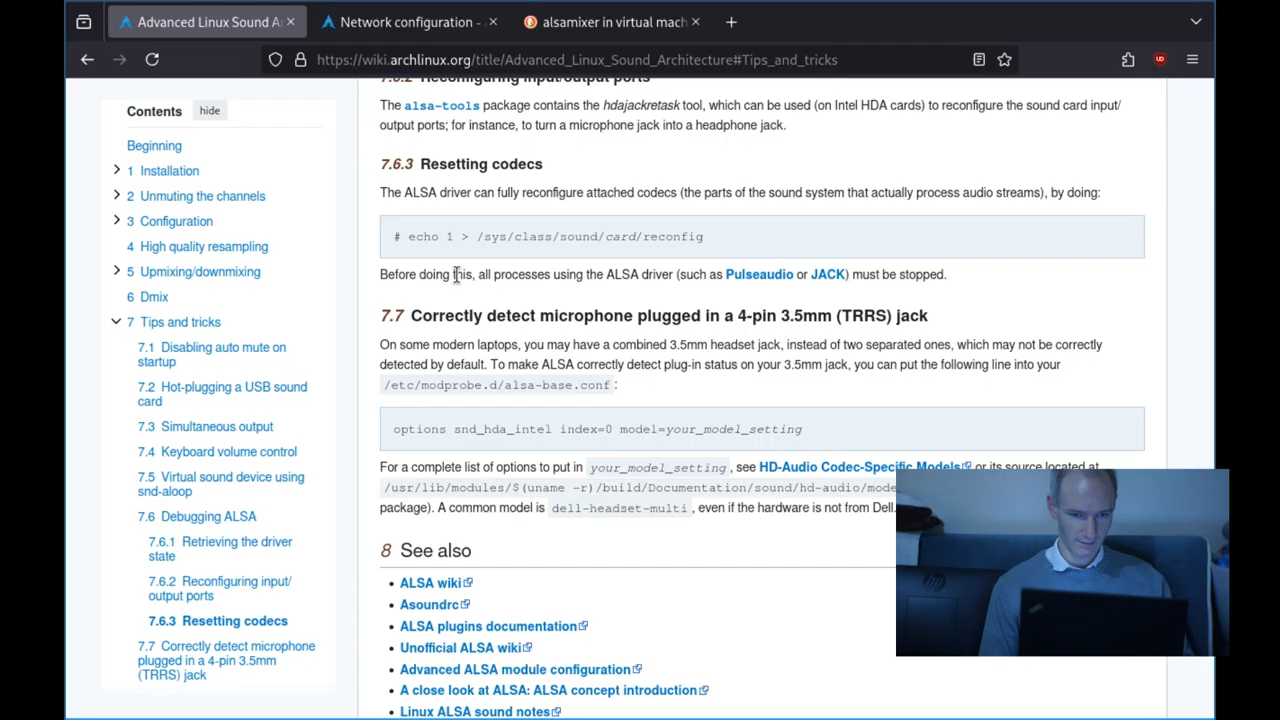 Advanced Linux Sound Ar
Network configuration -
alsamixer in virtual mach
https://wiki.archlinux.org/title/Advanced_Linux_Sound_Architecture#Tips_and_tricks
Contents hide
Beginning
1 Installation
2 Unmuting the channels
3 Configuration
4 High quality resampling
5 Upmixing/downmixing
6 Dmix
7 Tips and tricks
7.1 Disabling auto mute on
startup
7.2 Hot-plugging a USB sound
card
7.3 Simultaneous output
7.4 Keyboard volume control
7.5 Virtual sound device using
snd-aloop
7.6 Debugging ALSA
7.6.1 Retrieving the driver
state
7.6.2 Reconfiguring input/
output ports
7.6.3 Resetting codecs
7.7 Correctly detect microphone
plugged in a 4-pin 3.5mm
(TRRS) jack
7.6.2 Reconfiguring input/output ports
The alsa-tools package contains the hdajackretask tool, which can be used (on Intel HDA cards) to reconfigure the sound card input/
output ports; for instance, to turn a microphone jack into a headphone jack.
7.6.3 Resetting codecs
The ALSA driver can fully reconfigure attached codecs (the parts of the sound system that actually process audio streams), by doing:
# echo 1 > /sys/class/sound/card/reconfig
Before doing this, all processes using the ALSA driver (such as Pulseaudio or JACK) must be stopped.
7.7 Correctly detect microphone plugged in a 4-pin 3.5mm (TRRS) jack
On some modern laptops, you may have a combined 3.5mm headset jack, instead of two separated ones, which may not be correctly
detected by default. To make ALSA correctly detect plug-in status on your 3.5mm jack, you can put the following line into your
/etc/modprobe.d/alsa-base.conf :
options snd_hda_intel index=0 model=your_model_setting
For a complete list of options to put in your_model_setting , see HD-Audio Codec-Specific Models or its source located at
/usr/lib/modules/$(uname -r)/build/Documentation/sound/hd-audio/mode
package). A common model is dell-headset-multi , even if the hardware is not from Dell.
8 See also
• ALSA wiki
• Asoundrc
• ALSA plugins documentation
• Unofficial ALSA wiki
• Advanced ALSA module configuration
• A close look at ALSA: ALSA concept introduction
• Linux ALSA sound notes